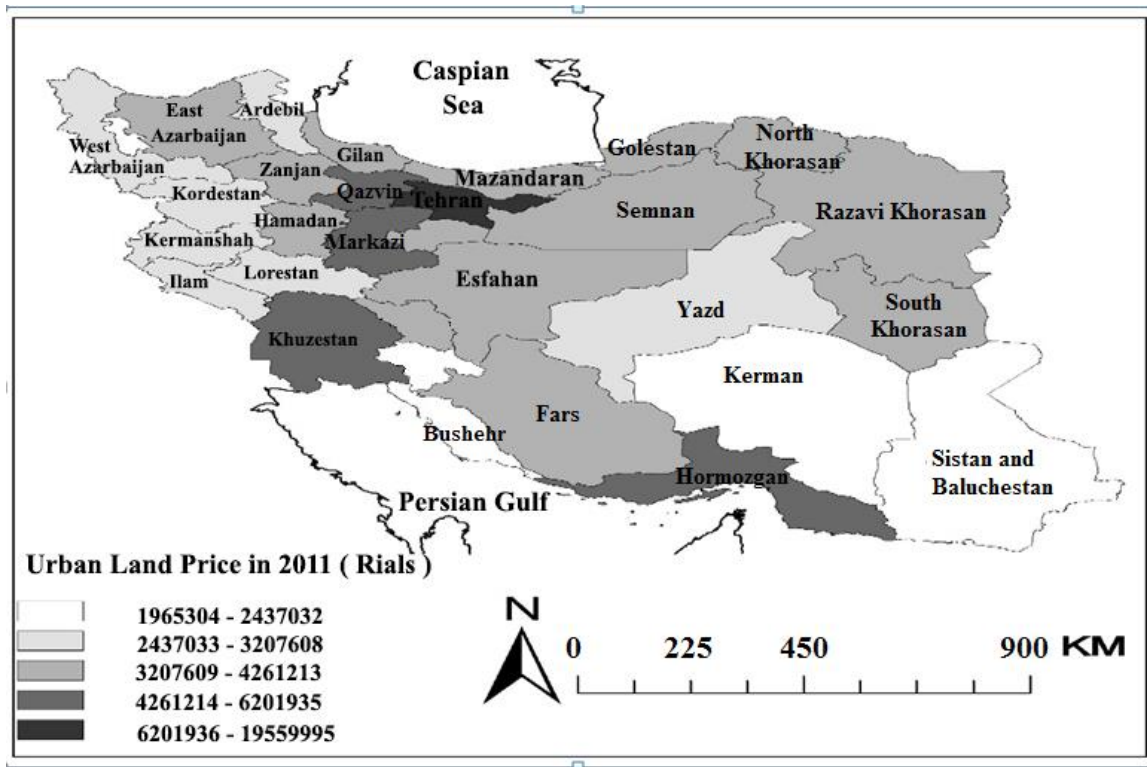 Caspian
Sea
East
Azarbaijan
Ardebil
West
Azarbaijan
Gilan
Golestan
North
Khorasan
Zanjan
Mazandaran
Kordestan
Qazvin
Tehran
Semnan
Razavi Khorasan
Hamadan
Kermanshah
Markazi
Ilam
Lorestan
Esfahan
Yazd
South
Khorasan
Khuzestan
Kerman
Fars
Bushehr
Hormozgan
Sistan and
Baluchestan
Persian Gulf
Urban Land Price in 2011 ( Rials )
1965304 - 2437032
2437033 - 3207608
3207609 - 4261213
4261214 - 6201935
6201936 - 19559995
N
0 225 450 900 KM